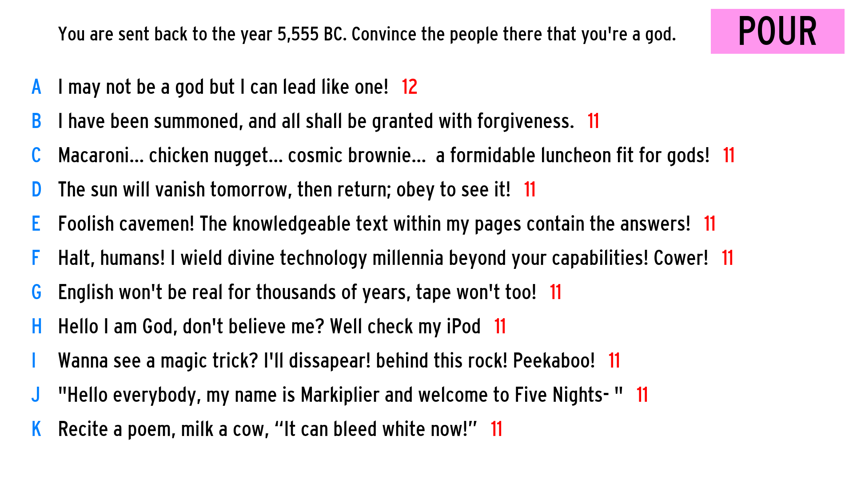 You are sent back to the year 5,555 BC. Convince the people there that you're a god.
POUR
A I may not be a god but I can lead like one! 12
B I have been summoned, and all shall be granted with forgiveness. 11
C Macaroni... chicken nugget... cosmic brownie... a formidable luncheon fit for gods! 11
D The sun will vanish tomorrow, then return; obey to see it! 11
E Foolish cavemen! The knowledgeable text within my pages contain the answers! 11
F Halt, humans! I wield divine technology millennia beyond your capabilities! Cower! 11
G English won't be real for thousands of years, tape won't too! 11
H Hello I am God, don't believe me? Well check my iPod 11
I Wanna see a magic trick? I'll dissapear! behind this rock! Peekaboo! 11
J "Hello everybody, my name is Markiplier and welcome to Five Nights- " 11
K Recite a poem, milk a cow, “It can bleed white now!” 11